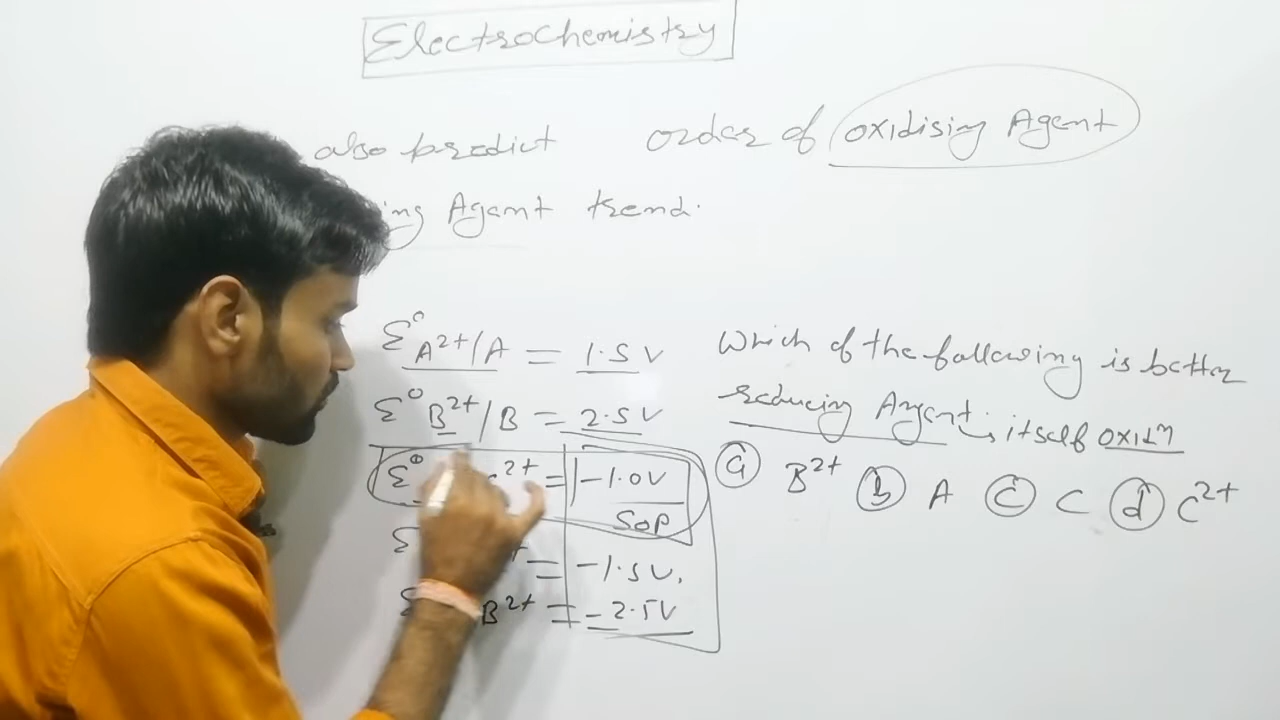 Electrochemistry
also predict order of oxidising Agent
ing Agent trend.
ℰ° A²⁺/A = 1.5 V
ℰ° B²⁺/B = 2.5 V
ℰ° c²⁺ = -1.0V
SOP
ℰ = -1.5V.
B²⁺ = -2.5V
Which of the following is better
reducing Agent. itself oxidn
(a) B²⁺ (b) A (c) C (d) C²⁺